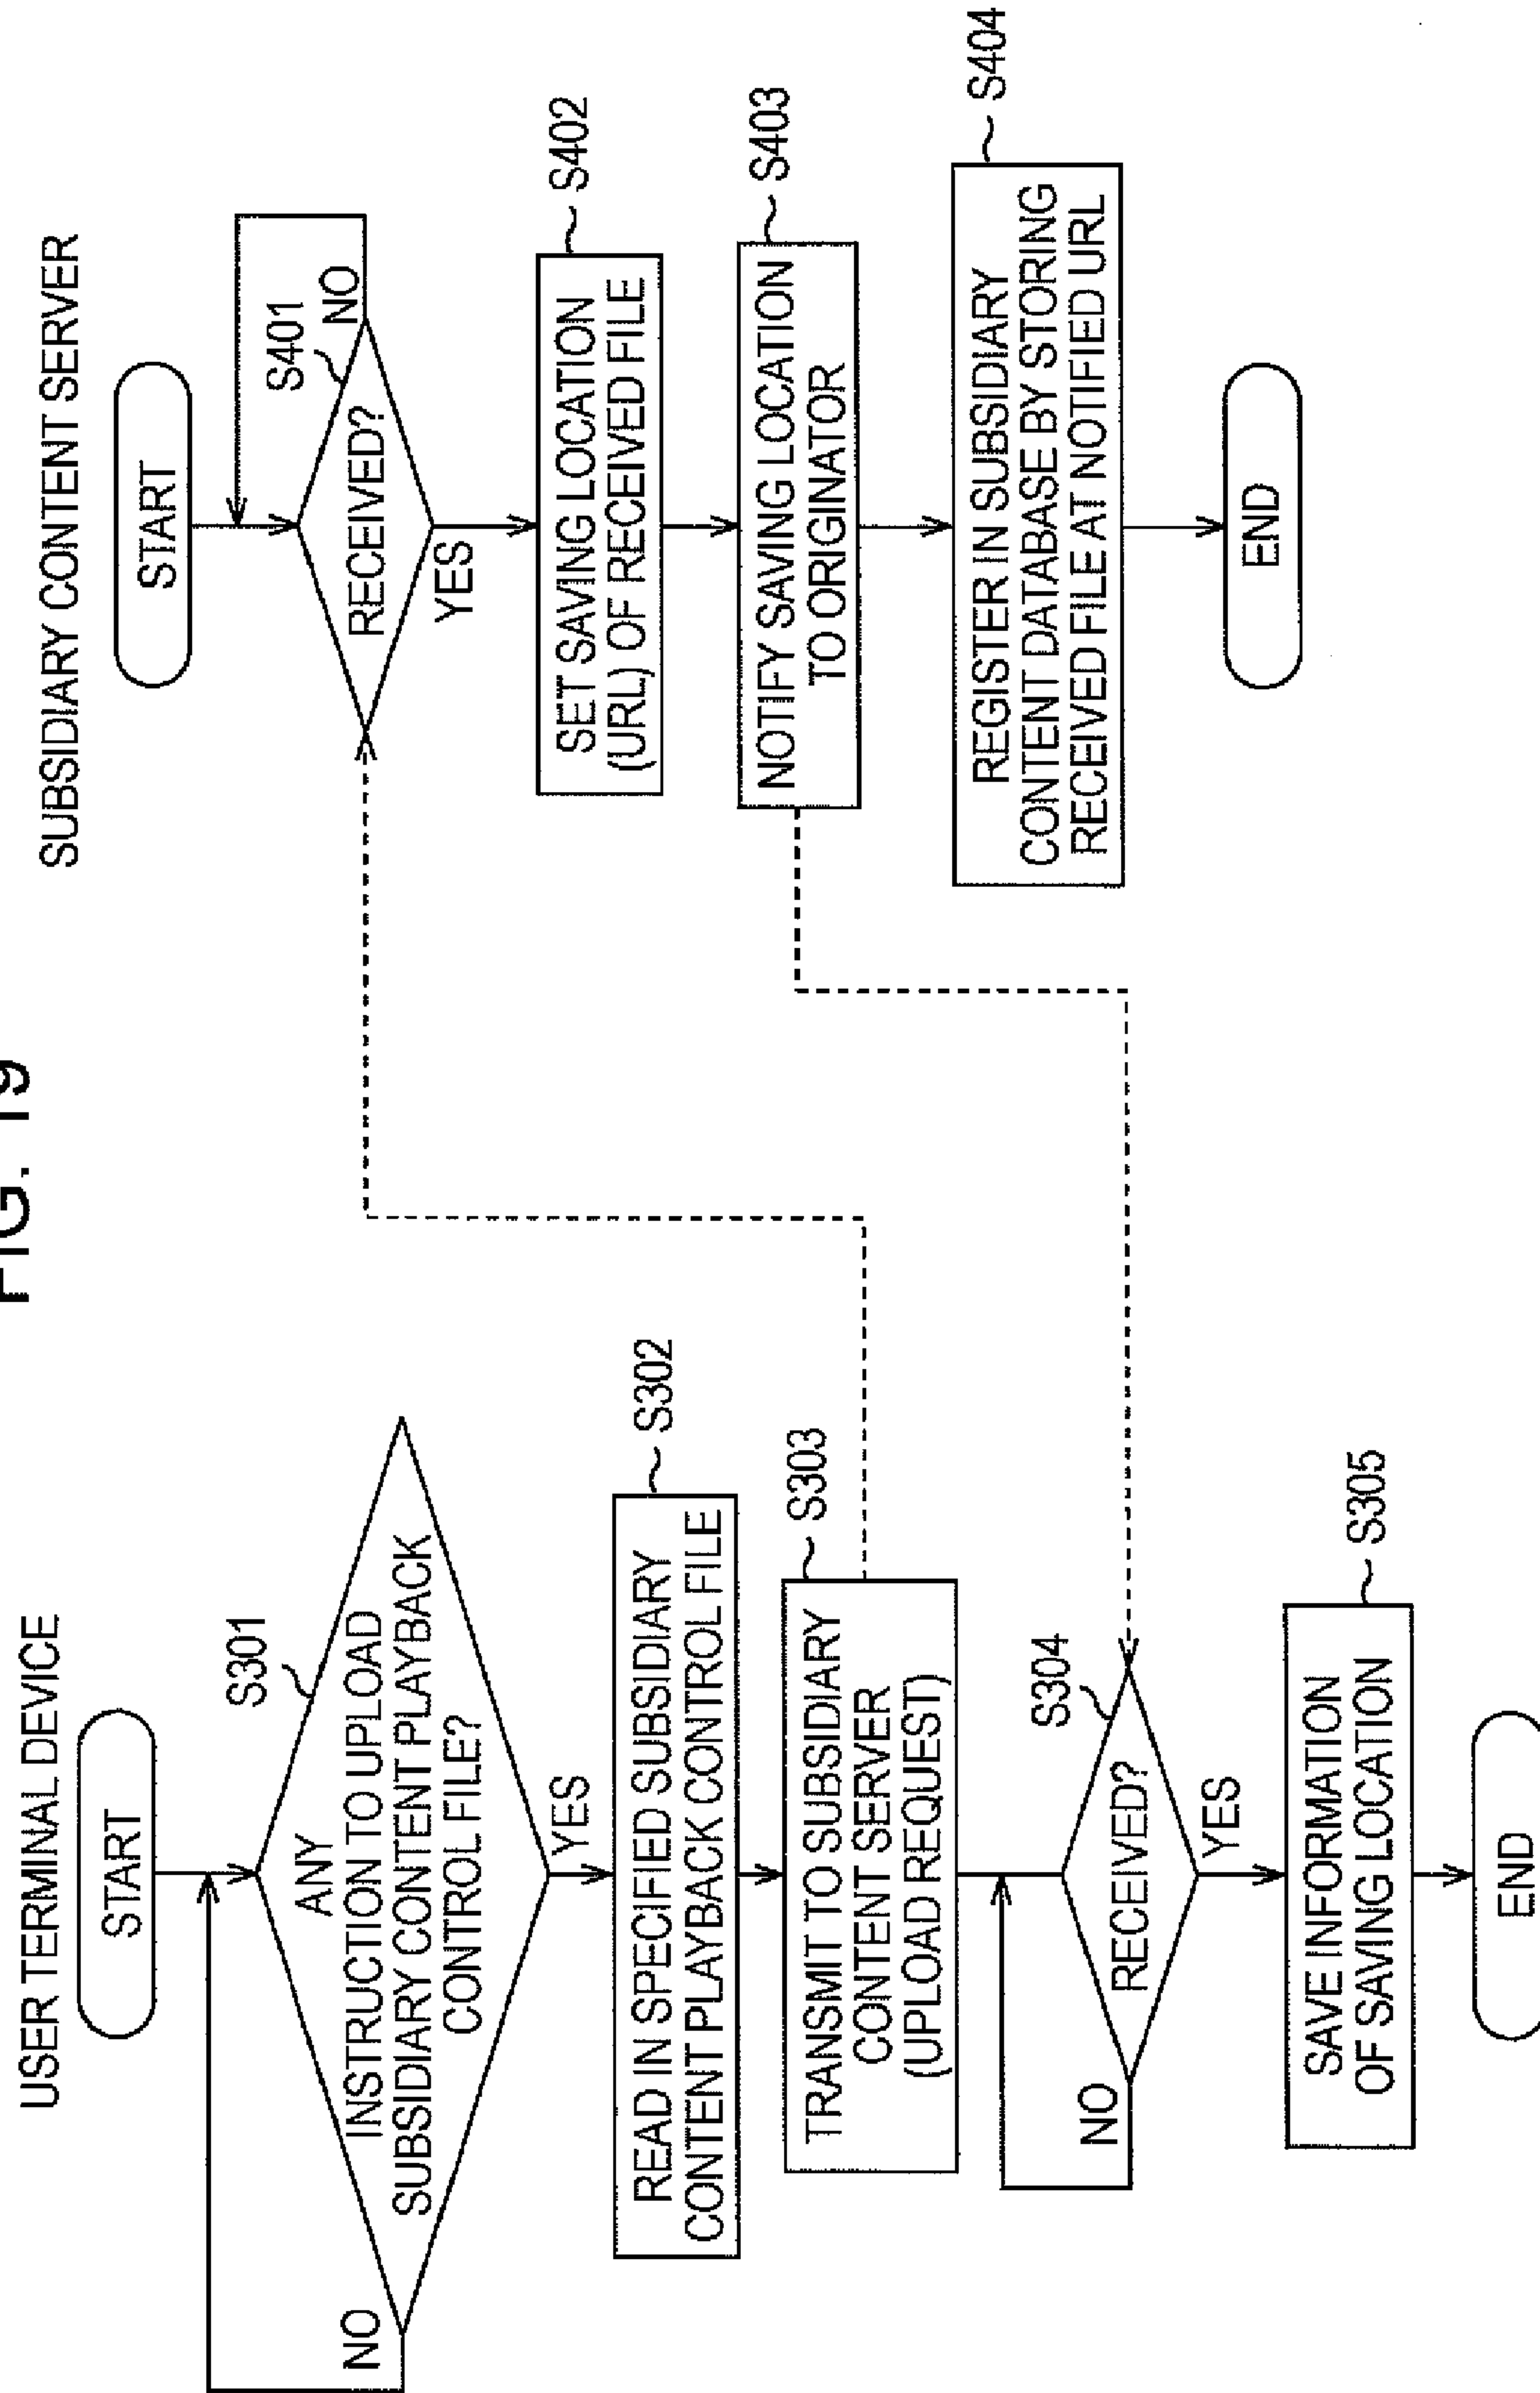 FIG. 19
USER TERMINAL DEVICE
START
S301
ANY
INSTRUCTION TO UPLOAD
SUBSIDIARY CONTENT PLAYBACK
CONTROL FILE?
NO
YES
READ IN SPECIFIED SUBSIDIARY
CONTENT PLAYBACK CONTROL FILE
S302
TRANSMIT TO SUBSIDIARY
CONTENT SERVER
(UPLOAD REQUEST)
S303
S304
RECEIVED?
NO
YES
SAVE INFORMATION
OF SAVING LOCATION
S305
END
SUBSIDIARY CONTENT SERVER
START
S401
RECEIVED?
NO
YES
SET SAVING LOCATION
(URL) OF RECEIVED FILE
S402
NOTIFY SAVING LOCATION
TO ORIGINATOR
S403
REGISTER IN SUBSIDIARY
CONTENT DATABASE BY STORING
RECEIVED FILE AT NOTIFIED URL
S404
END